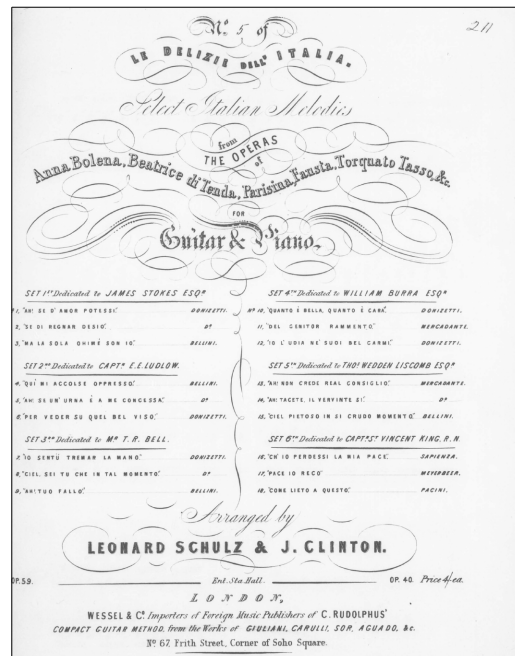 211
No. 5 of
LE DELIZIE DELL' ITALIA.
Select Italian Melodies
from
THE OPERAS
of
Anna Bolena, Beatrice di Tenda, Parisina, Fausta, Torquato Tasso, &c.
FOR
Guitar & Piano.
SET 1st Dedicated to JAMES STOKES ESQR
No 1, "AH! SE D'AMOR POTESSI." DONIZETTI.
2, "SE DI REGNAR DESIO." Do
3, "MA LA SOLA OHIMÉ SON IO." BELLINI.
SET 2nd Dedicated to CAPTN E.E. LUDLOW.
4, "QUI MI ACCOLSE OPPRESSO." BELLINI.
5, "AH! SE UN' URNA È A ME CONCESSA." Do
6, "PER VEDER SU QUEL BEL VISO." DONIZETTI.
SET 3rd Dedicated to Mr T. R. BELL.
7, "IO SENTÙ TREMAR LA MANO." DONIZETTI.
8, "CIEL, SEI TU CHE IN TAL MOMENTO." Do
9, "AH! TUO FALLO." BELLINI.
SET 4th Dedicated to WILLIAM BURRA ESQR
No 10, "QUANTO È BELLA, QUANTO È CARA." DONIZETTI.
11, "DEL GENITOR RAMMENTO." MERCADANTE.
12, "IO L'UDIA NE' SUOI BEL CARMI." DONIZETTI.
SET 5th Dedicated to THOS WEDDEN LISCOMB ESQR
13, "AH! NON CREDE REAL CONSIGLIO." MERCADANTE.
14, "AH! TACETE, IL VERVINTE SI." Do
15, "CIEL PIETOSO IN SI CRUDO MOMENTO." BELLINI.
SET 6th Dedicated to CAPTN Sr VINCENT KING, R.N.
16, "CH' IO PERDESSI LA MIA PACE." SAPIENZA.
17, "PACE IO RECO" MEYERBEER.
18, "COME LIETO A QUESTO." PACINI.
Arranged by
LEONARD SCHULZ & J. CLINTON.
OP. 59. Ent. Sta. Hall. OP. 40. Price 4/- ea.
LONDON,
WESSEL & Co. Importers of Foreign Music Publishers of C. RUDOLPHUS'
COMPACT GUITAR METHOD, from the Works of GIULIANI, CARULLI, SOR, AGUADO, &c.
No 67, Frith Street, Corner of Soho Square.